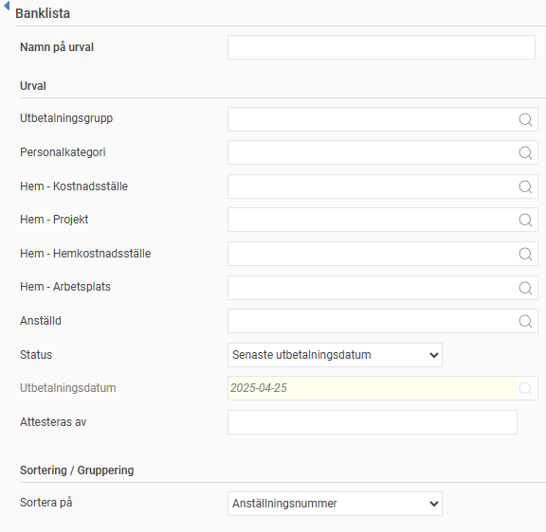 Banklista
Namn på urval
Urval
Utbetalningsgrupp
Personalkategori
Hem - Kostnadsställe
Hem - Projekt
Hem - Hemkostnadsställe
Hem - Arbetsplats
Anställd
Status Senaste utbetalningsdatum
Utbetalningsdatum 2025-04-25
Attesteras av
Sortering / Gruppering
Sortera på Anställningsnummer